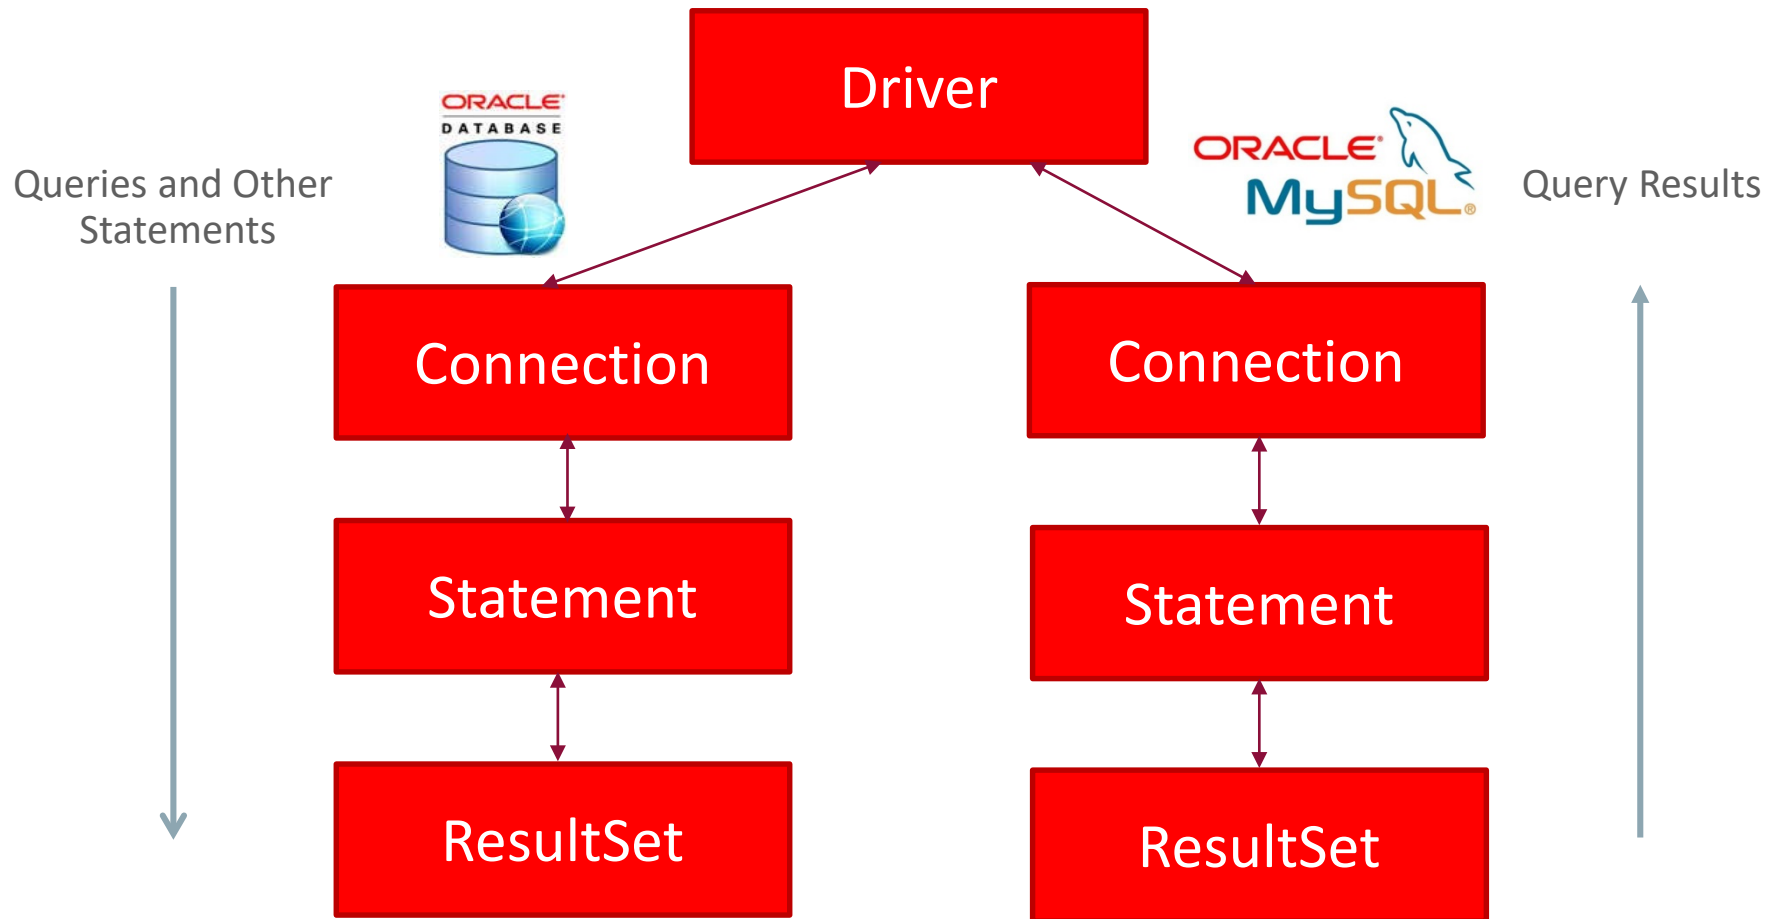 Driver
ORACLE®
DATABASE
ORACLE®
MySQL®
Queries and Other
Statements
Query Results
Connection
Connection
Statement
Statement
ResultSet
ResultSet